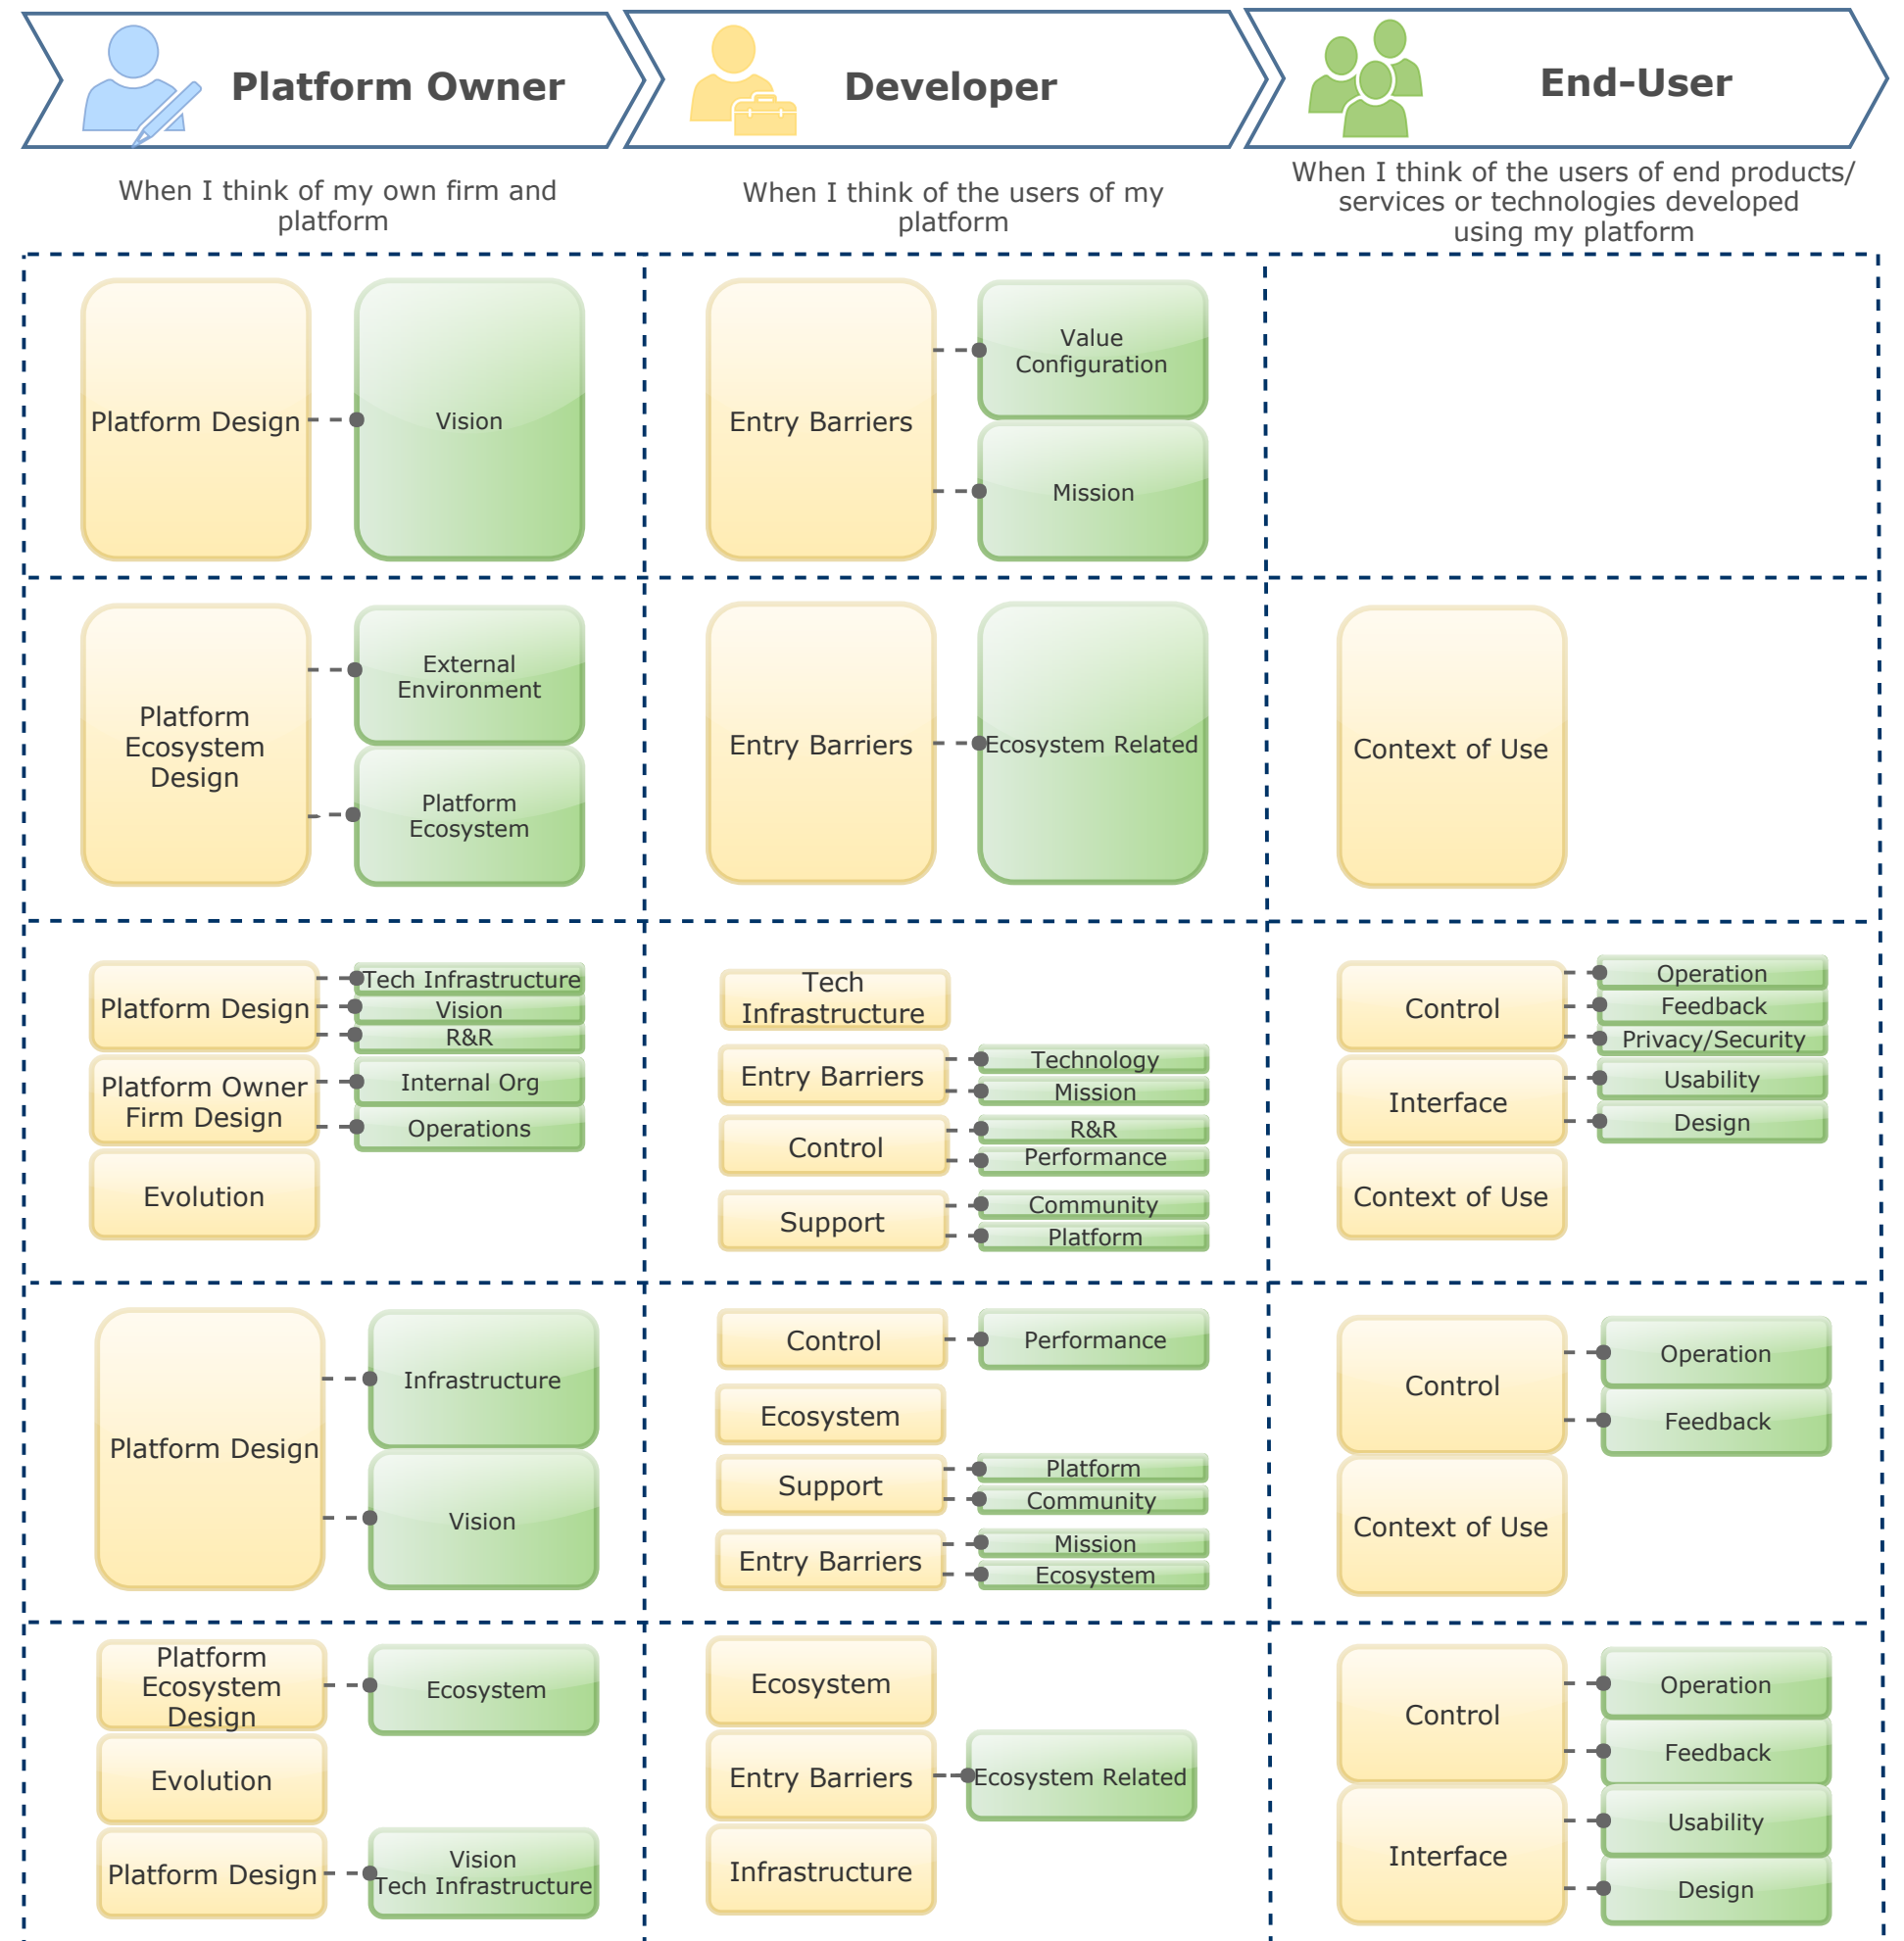 Platform Owner
Developer
End-User
When I think of my own firm and
platform
When I think of the users of my
platform
When I think of the users of end products/
services or technologies developed
using my platform
Platform Design
Vision
Entry Barriers
Value
Configuration
Mission
Platform
Ecosystem
Design
External
Environment
Platform
Ecosystem
Entry Barriers
Ecosystem Related
Context of Use
Platform Design
Tech Infrastructure
Vision
R&R
Platform Owner
Firm Design
Internal Org
Operations
Evolution
Tech
Infrastructure
Entry Barriers
Technology
Mission
Control
R&R
Performance
Support
Community
Platform
Control
Operation
Feedback
Privacy/Security
Interface
Usability
Design
Context of Use
Platform Design
Infrastructure
Vision
Control
Performance
Ecosystem
Support
Platform
Community
Entry Barriers
Mission
Ecosystem
Control
Operation
Feedback
Context of Use
Platform
Ecosystem
Design
Ecosystem
Evolution
Platform Design
Vision
Tech Infrastructure
Ecosystem
Entry Barriers
Ecosystem Related
Infrastructure
Control
Operation
Feedback
Interface
Usability
Design